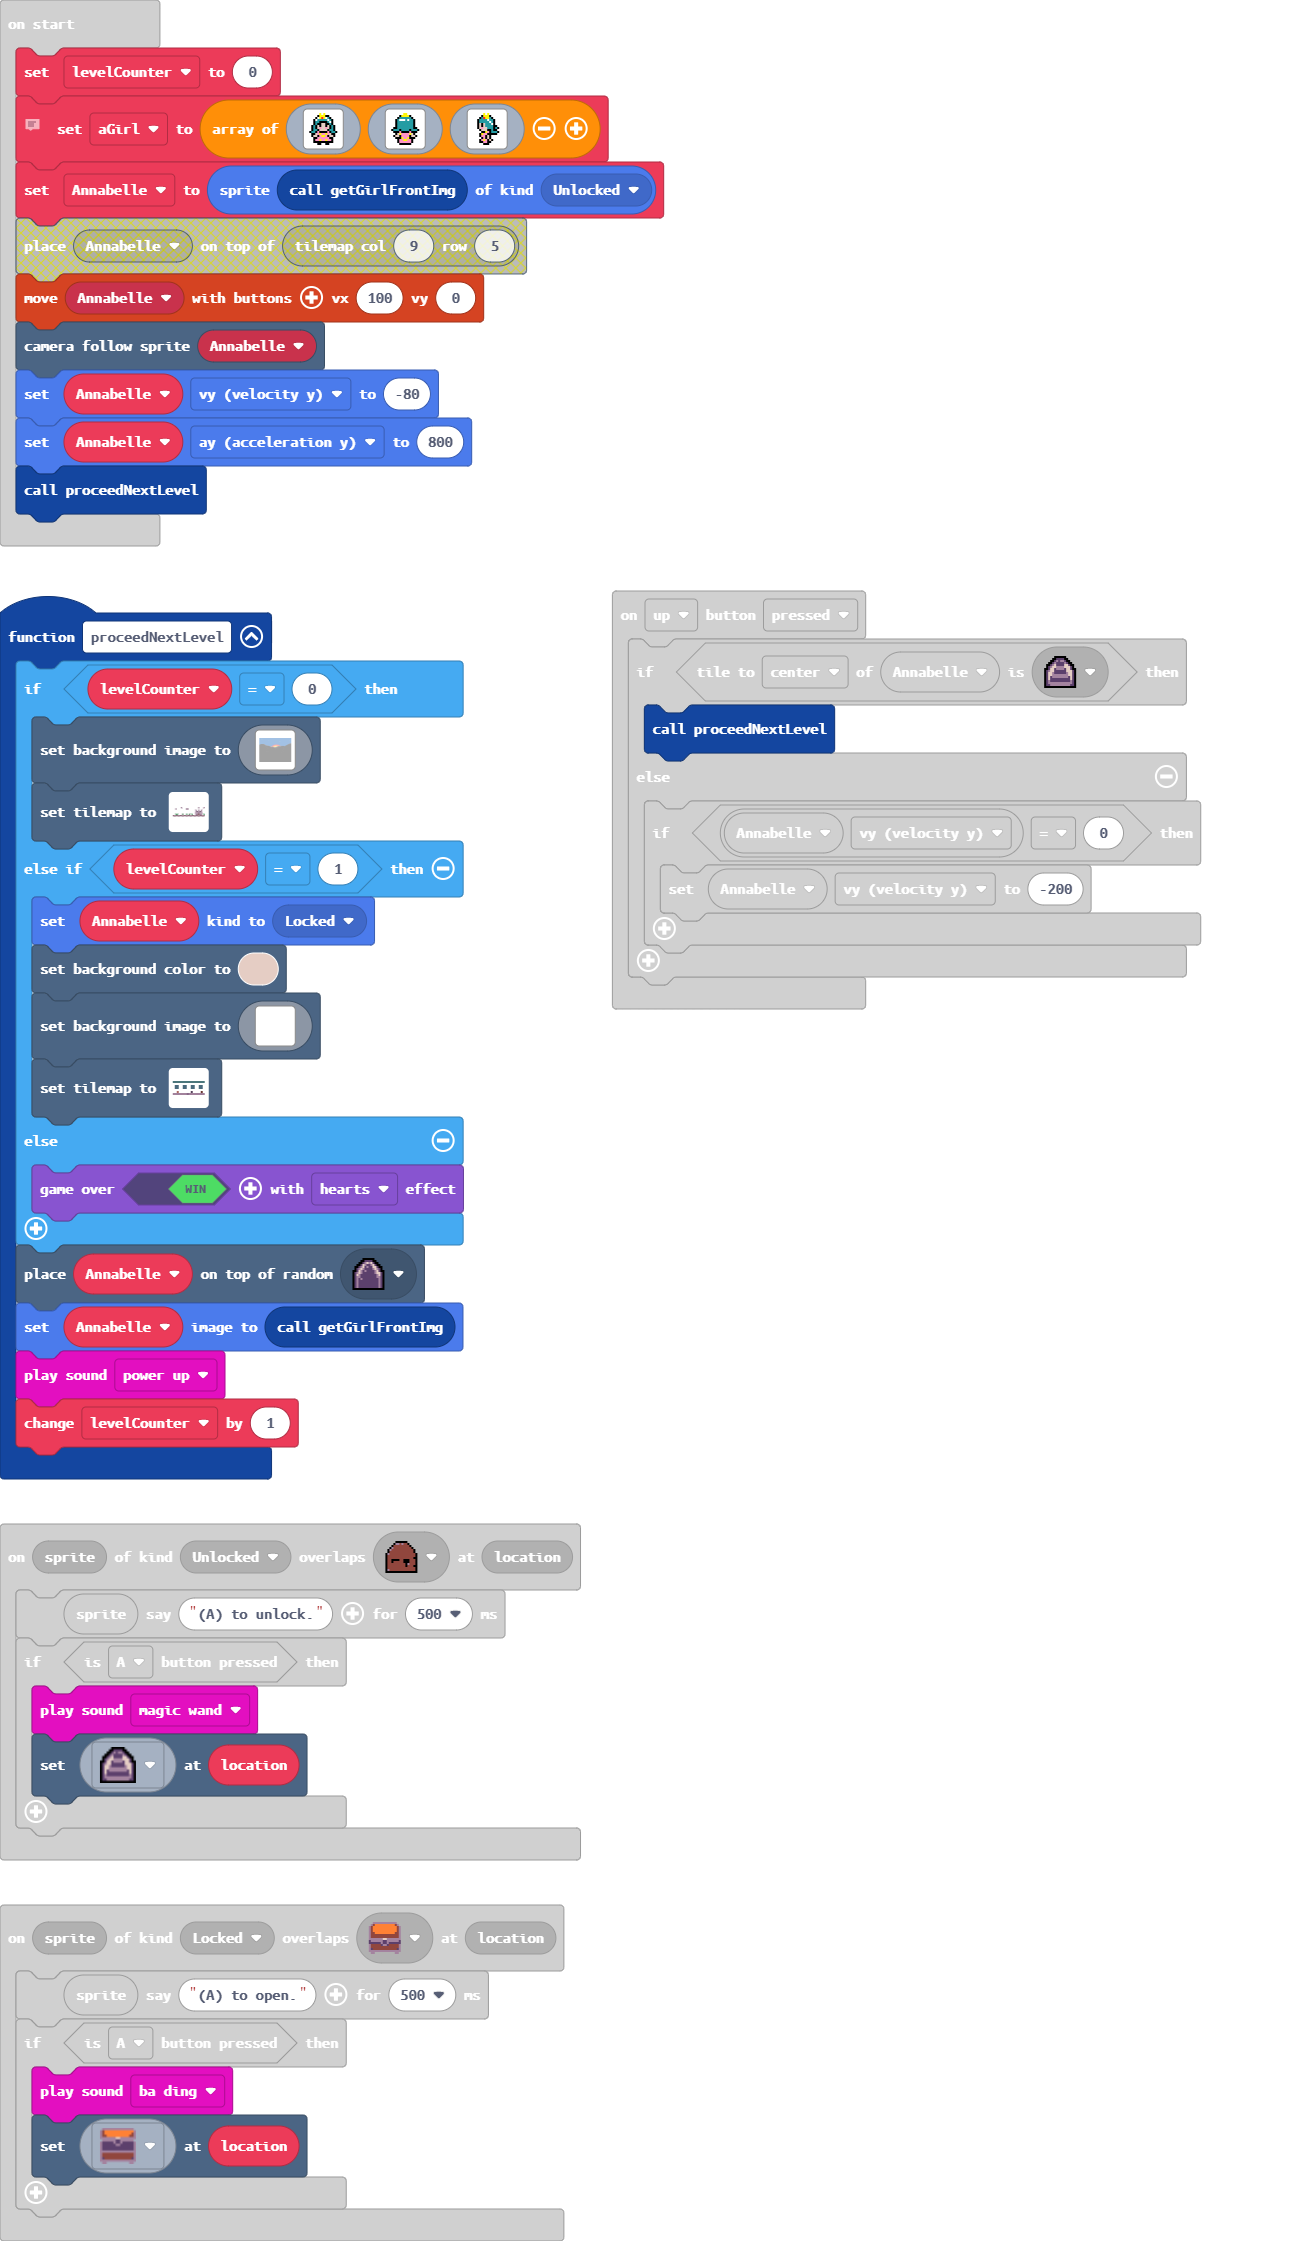 on start
set levelCounter to 0
set aGirl to array of
set Annabelle to sprite call getGirlFrontImg of kind Unlocked
place Annabelle on top of tilemap col 9 row 5
move Annabelle with buttons vx 100 vy 0
camera follow sprite Annabelle
set Annabelle vy (velocity y) to -80
set Annabelle ay (acceleration y) to 800
call proceedNextLevel
function proceedNextLevel
if levelCounter = 0 then
set background image to
set tilemap to
else if levelCounter = 1 then
set Annabelle kind to Locked
set background color to
set background image to
set tilemap to
else
game over WIN with hearts effect
place Annabelle on top of random
set Annabelle image to call getGirlFrontImg
play sound power up
change levelCounter by 1
on up button pressed
if tile to center of Annabelle is then
call proceedNextLevel
else
if Annabelle vy (velocity y) = 0 then
set Annabelle vy (velocity y) to -200
on sprite of kind Unlocked overlaps at location
sprite say "(A) to unlock." for 500 ms
if is A button pressed then
play sound magic wand
set at location
on sprite of kind Locked overlaps at location
sprite say "(A) to open." for 500 ms
if is A button pressed then
play sound ba ding
set at location